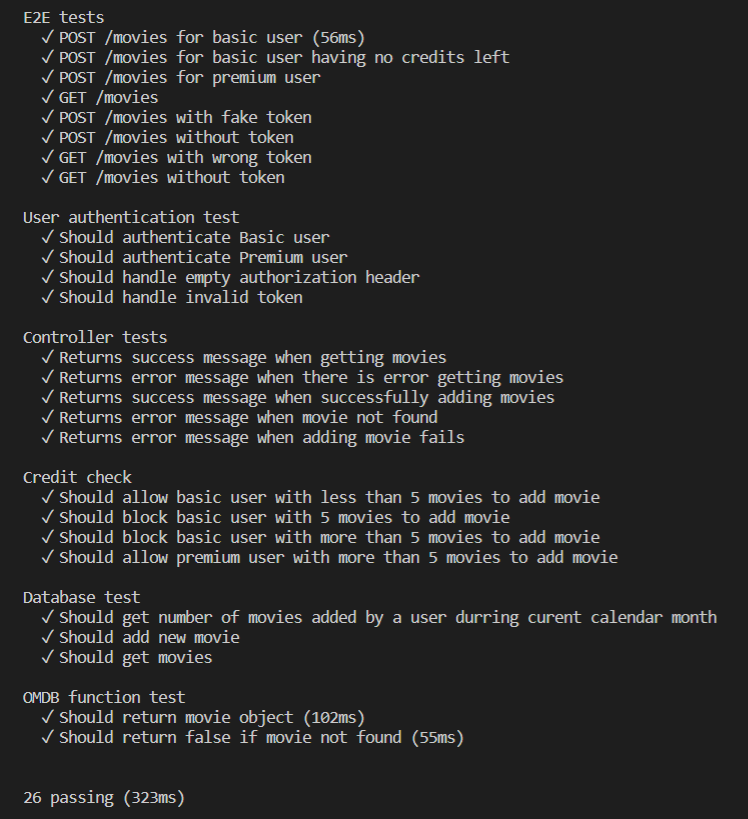 E2E tests
✓ POST /movies for basic user (56ms)
✓ POST /movies for basic user having no credits left
✓ POST /movies for premium user
✓ GET /movies
✓ POST /movies with fake token
✓ POST /movies without token
✓ GET /movies with wrong token
✓ GET /movies without token
User authentication test
✓ Should authenticate Basic user
✓ Should authenticate Premium user
✓ Should handle empty authorization header
✓ Should handle invalid token
Controller tests
✓ Returns success message when getting movies
✓ Returns error message when there is error getting movies
✓ Returns success message when successfully adding movies
✓ Returns error message when movie not found
✓ Returns error message when adding movie fails
Credit check
✓ Should allow basic user with less than 5 movies to add movie
✓ Should block basic user with 5 movies to add movie
✓ Should block basic user with more than 5 movies to add movie
✓ Should allow premium user with more than 5 movies to add movie
Database test
✓ Should get number of movies added by a user durring curent calendar month
✓ Should add new movie
✓ Should get movies
OMDB function test
✓ Should return movie object (102ms)
✓ Should return false if movie not found (55ms)
26 passing (323ms)